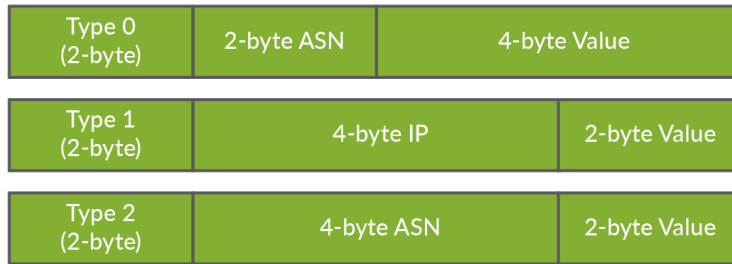 Type 0
(2-byte)
2-byte ASN
4-byte Value
Type 1
(2-byte)
4-byte IP
2-byte Value
Type 2
(2-byte)
4-byte ASN
2-byte Value